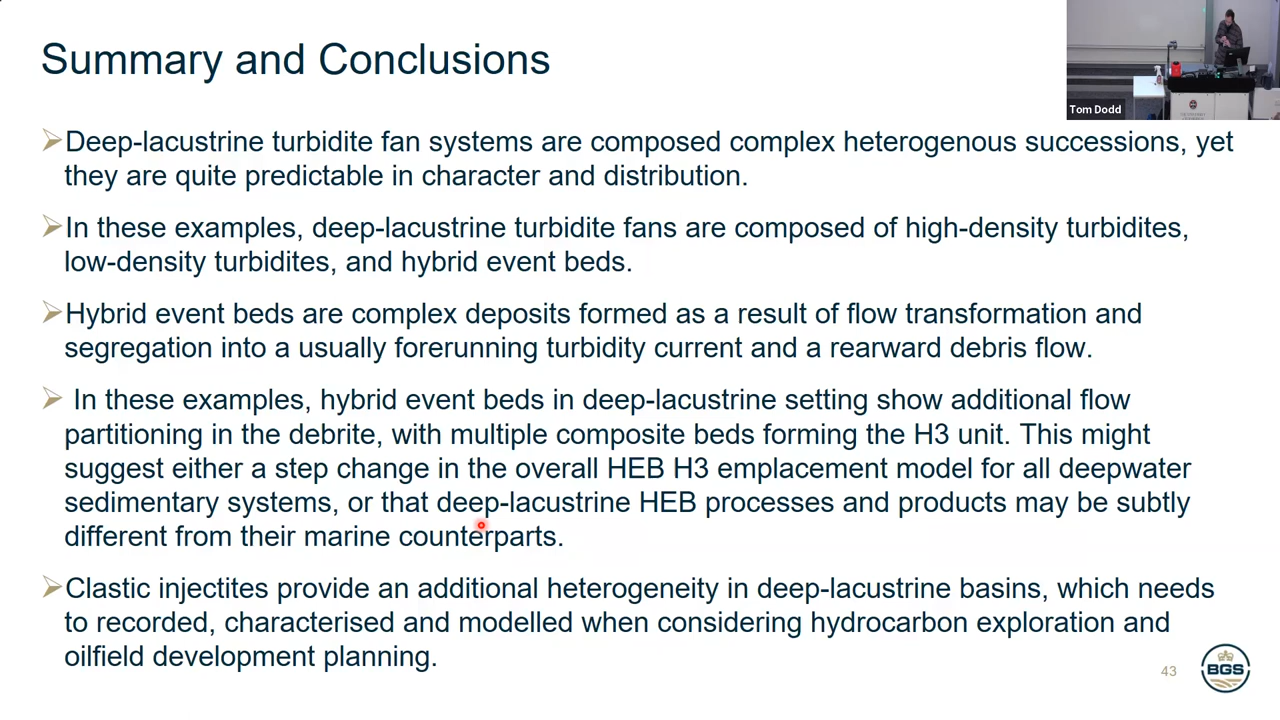 Summary and Conclusions
Tom Dodd
Deep-lacustrine turbidite fan systems are composed complex heterogenous successions, yet
they are quite predictable in character and distribution.
In these examples, deep-lacustrine turbidite fans are composed of high-density turbidites,
low-density turbidites, and hybrid event beds.
Hybrid event beds are complex deposits formed as a result of flow transformation and
segregation into a usually forerunning turbidity current and a rearward debris flow.
In these examples, hybrid event beds in deep-lacustrine setting show additional flow
partitioning in the debrite, with multiple composite beds forming the H3 unit. This might
suggest either a step change in the overall HEB H3 emplacement model for all deepwater
sedimentary systems, or that deep-lacustrine HEB processes and products may be subtly
different from their marine counterparts.
Clastic injectites provide an additional heterogeneity in deep-lacustrine basins, which needs
to recorded, characterised and modelled when considering hydrocarbon exploration and
oilfield development planning.
43
BGS